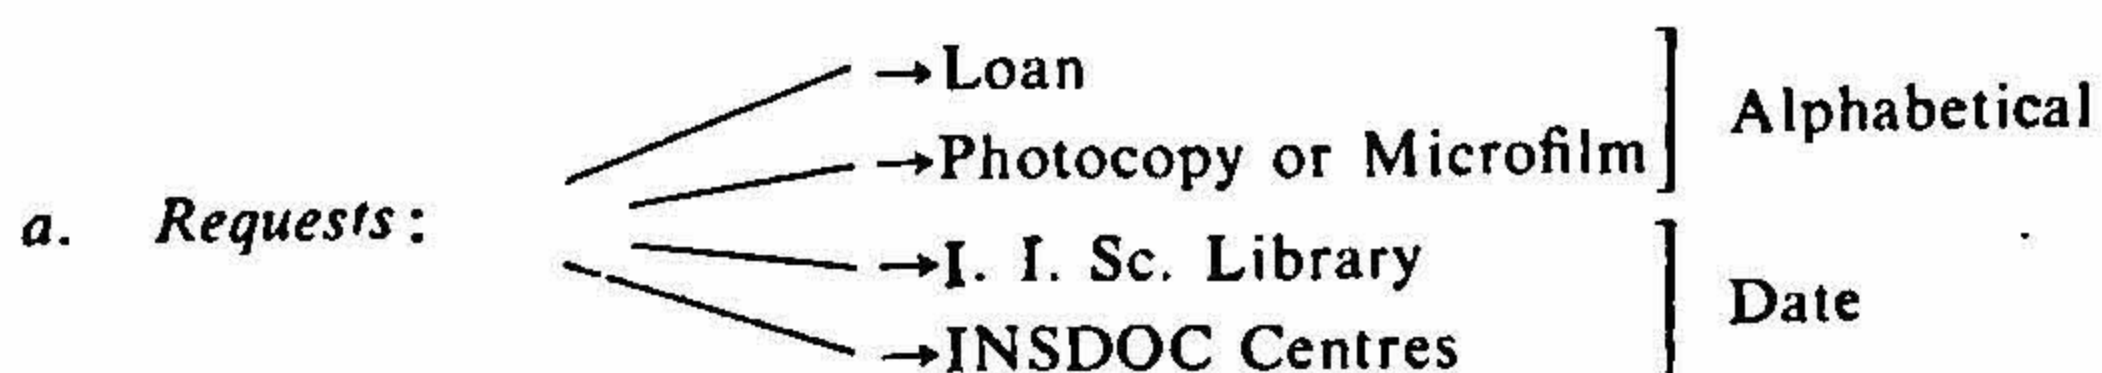 →Loan
Alphabetical
→Photocopy or Microfilm
a. Requests:
→I. I. Sc. Library
Date
→INSDOC Centres